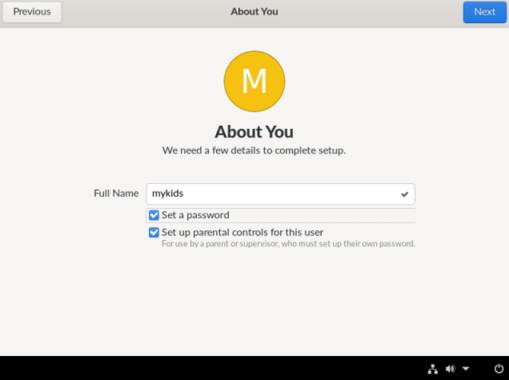 Previous
About You
Next
M
About You
We need a few details to complete setup.
Full Name
mykids
Set a password
Set up parental controls for this user
For use by a parent or supervisor, who must set up their own password.